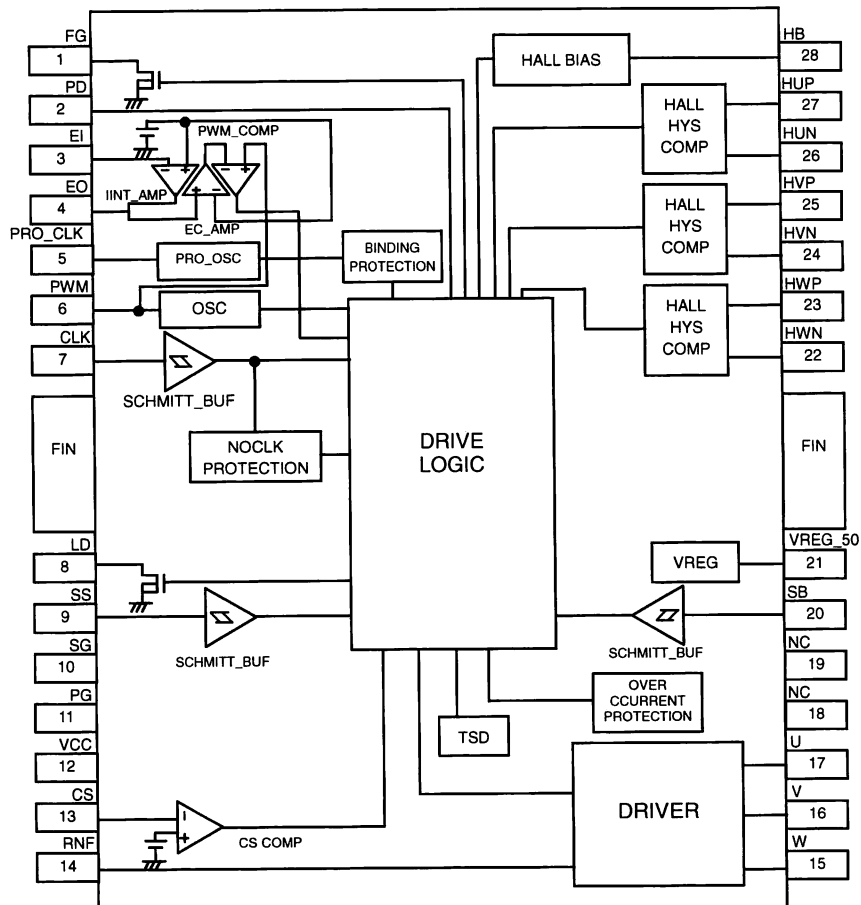 FG
1
PD
2
EI
3
EO
4
PRO_CLK
5
PWM
6
CLK
7
FIN
LD
8
SS
9
SG
10
PG
11
VCC
12
CS
13
RNF
14
PWM_COMP
IINT_AMP
EC_AMP
- +
+ -
- +
PRO_OSC
BINDING
PROTECTION
OSC
SCHMITT_BUF
NOCLK
PROTECTION
DRIVE
LOGIC
SCHMITT_BUF
-
+
CS COMP
TSD
OVER
CCURRENT
PROTECTION
DRIVER
SCHMITT_BUF
VREG
HALL BIAS
HALL
HYS
COMP
HALL
HYS
COMP
HALL
HYS
COMP
HB
28
HUP
27
HUN
26
HVP
25
HVN
24
HWP
23
HWN
22
FIN
VREG_50
21
SB
20
NC
19
NC
18
U
17
V
16
W
15